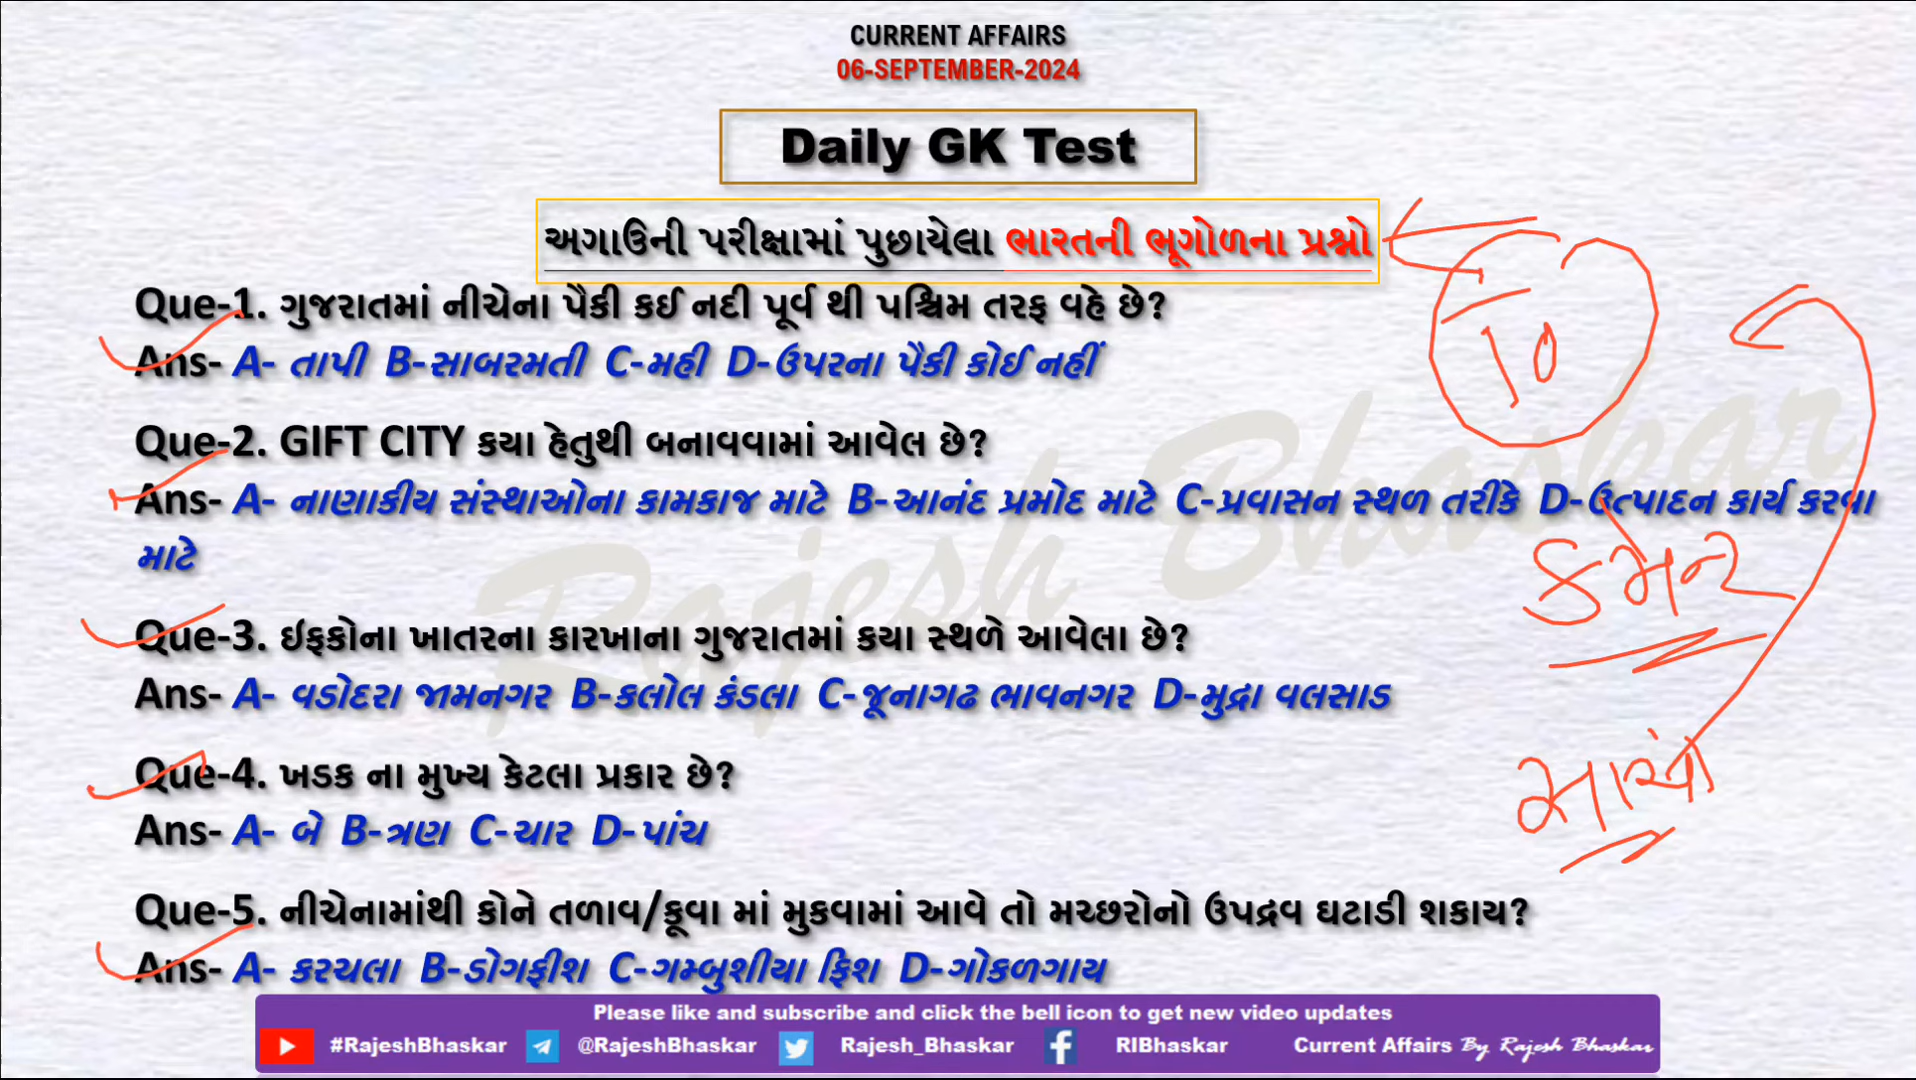 CURRENT AFFAIRS
06-SEPTEMBER-2024
Daily GK Test
અગાઉની પરીક્ષામાં પુછાયેલા ભારતની ભૂગોળના પ્રશ્નો
Que-1. ગુજરાતમાં નીચેના પૈકી કઈ નદી પૂર્વ થી પશ્ચિમ તરફ વહે છે?
Ans- A- તાપી B-સાબરમતી C-મહી D-ઉપરના પૈકી કોઈ નહીં
10
Que-2. GIFT CITY કયા હેતુથી બનાવવામાં આવેલ છે?
Ans- A- નાણાકીય સંસ્થાઓના કામકાજ માટે B-આનંદ પ્રમોદ માટે C-પ્રવાસન સ્થળ તરીકે D-ઉત્પાદન કાર્ય કરવા
માટે
Que-3. ઈફકોના ખાતરના કારખાના ગુજરાતમાં કયા સ્થળે આવેલા છે?
Ans- A- વડોદરા જામનગર B-કલોલ કંડલા C-જૂનાગઢ ભાવનગર D-મુદ્રા વલસાડ
Que-4. ખડક ના મુખ્ય કેટલા પ્રકાર છે?
Ans- A- બે B-ત્રણ C-ચાર D-પાંચ
Que-5. નીચેનામાંથી કોને તળાવ/કૂવા માં મુકવામાં આવે તો મચ્છરોનો ઉપદ્રવ ઘટાડી શકાય?
Ans- A- કરચલા B-ડોગફીશ C-ગમ્બુશીયા ફિશ D-ગોકળગાય
Rajesh Bhaskar
Please like and subscribe and click the bell icon to get new video updates
#RajeshBhaskar @RajeshBhaskar Rajesh_Bhaskar RIBhaskar Current Affairs By Rajesh Bhaskar